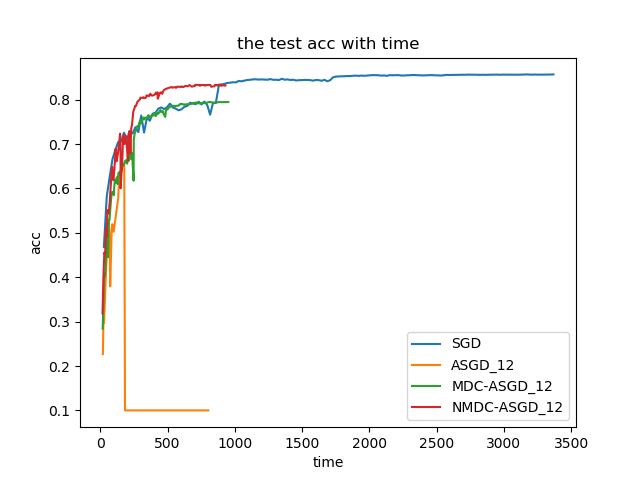 the test acc with time
acc
0.8
0.7
0.6
0.5
0.4
0.3
0.2
0.1
SGD
ASGD_12
MDC-ASGD_12
NMDC-ASGD_12
0 500 1000 1500 2000 2500 3000 3500
time